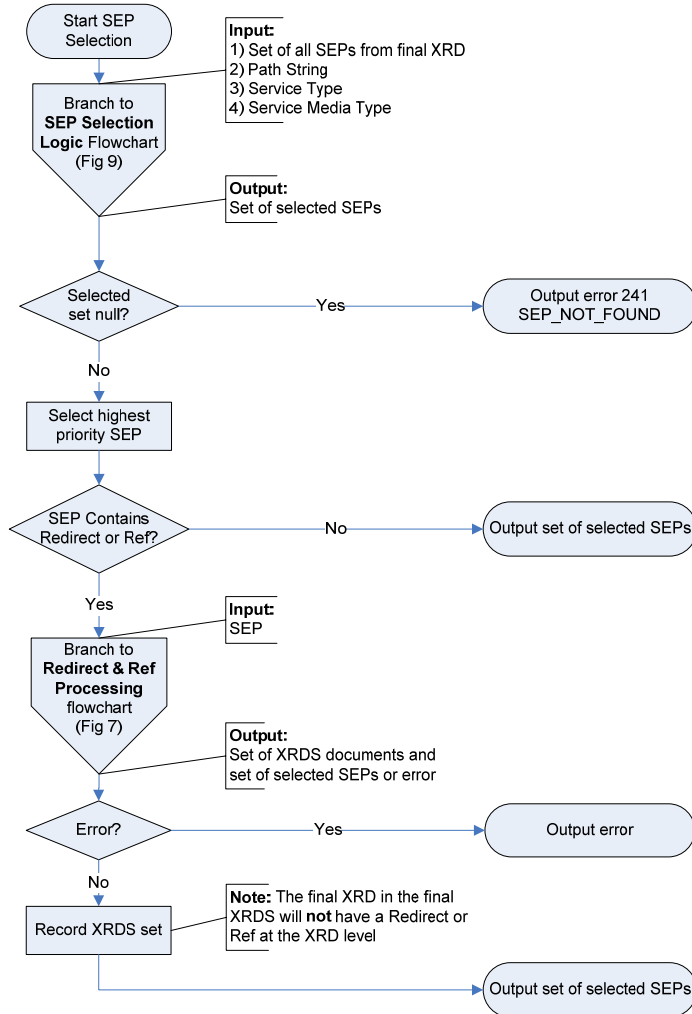 Start SEP
Selection
Input:
1) Set of all SEPs from final XRD
2) Path String
3) Service Type
4) Service Media Type
Branch to
SEP Selection
Logic Flowchart
(Fig 9)
Output:
Set of selected SEPs
Selected
set null?
Yes
Output error 241
SEP_NOT_FOUND
No
Select highest
priority SEP
SEP Contains
Redirect or Ref?
No
Output set of selected SEPs
Yes
Input:
SEP
Branch to
Redirect & Ref
Processing
flowchart
(Fig 7)
Output:
Set of XRDS documents and
set of selected SEPs or error
Error?
Yes
Output error
No
Record XRDS set
Note: The final XRD in the final
XRDS will not have a Redirect or
Ref at the XRD level
Output set of selected SEPs